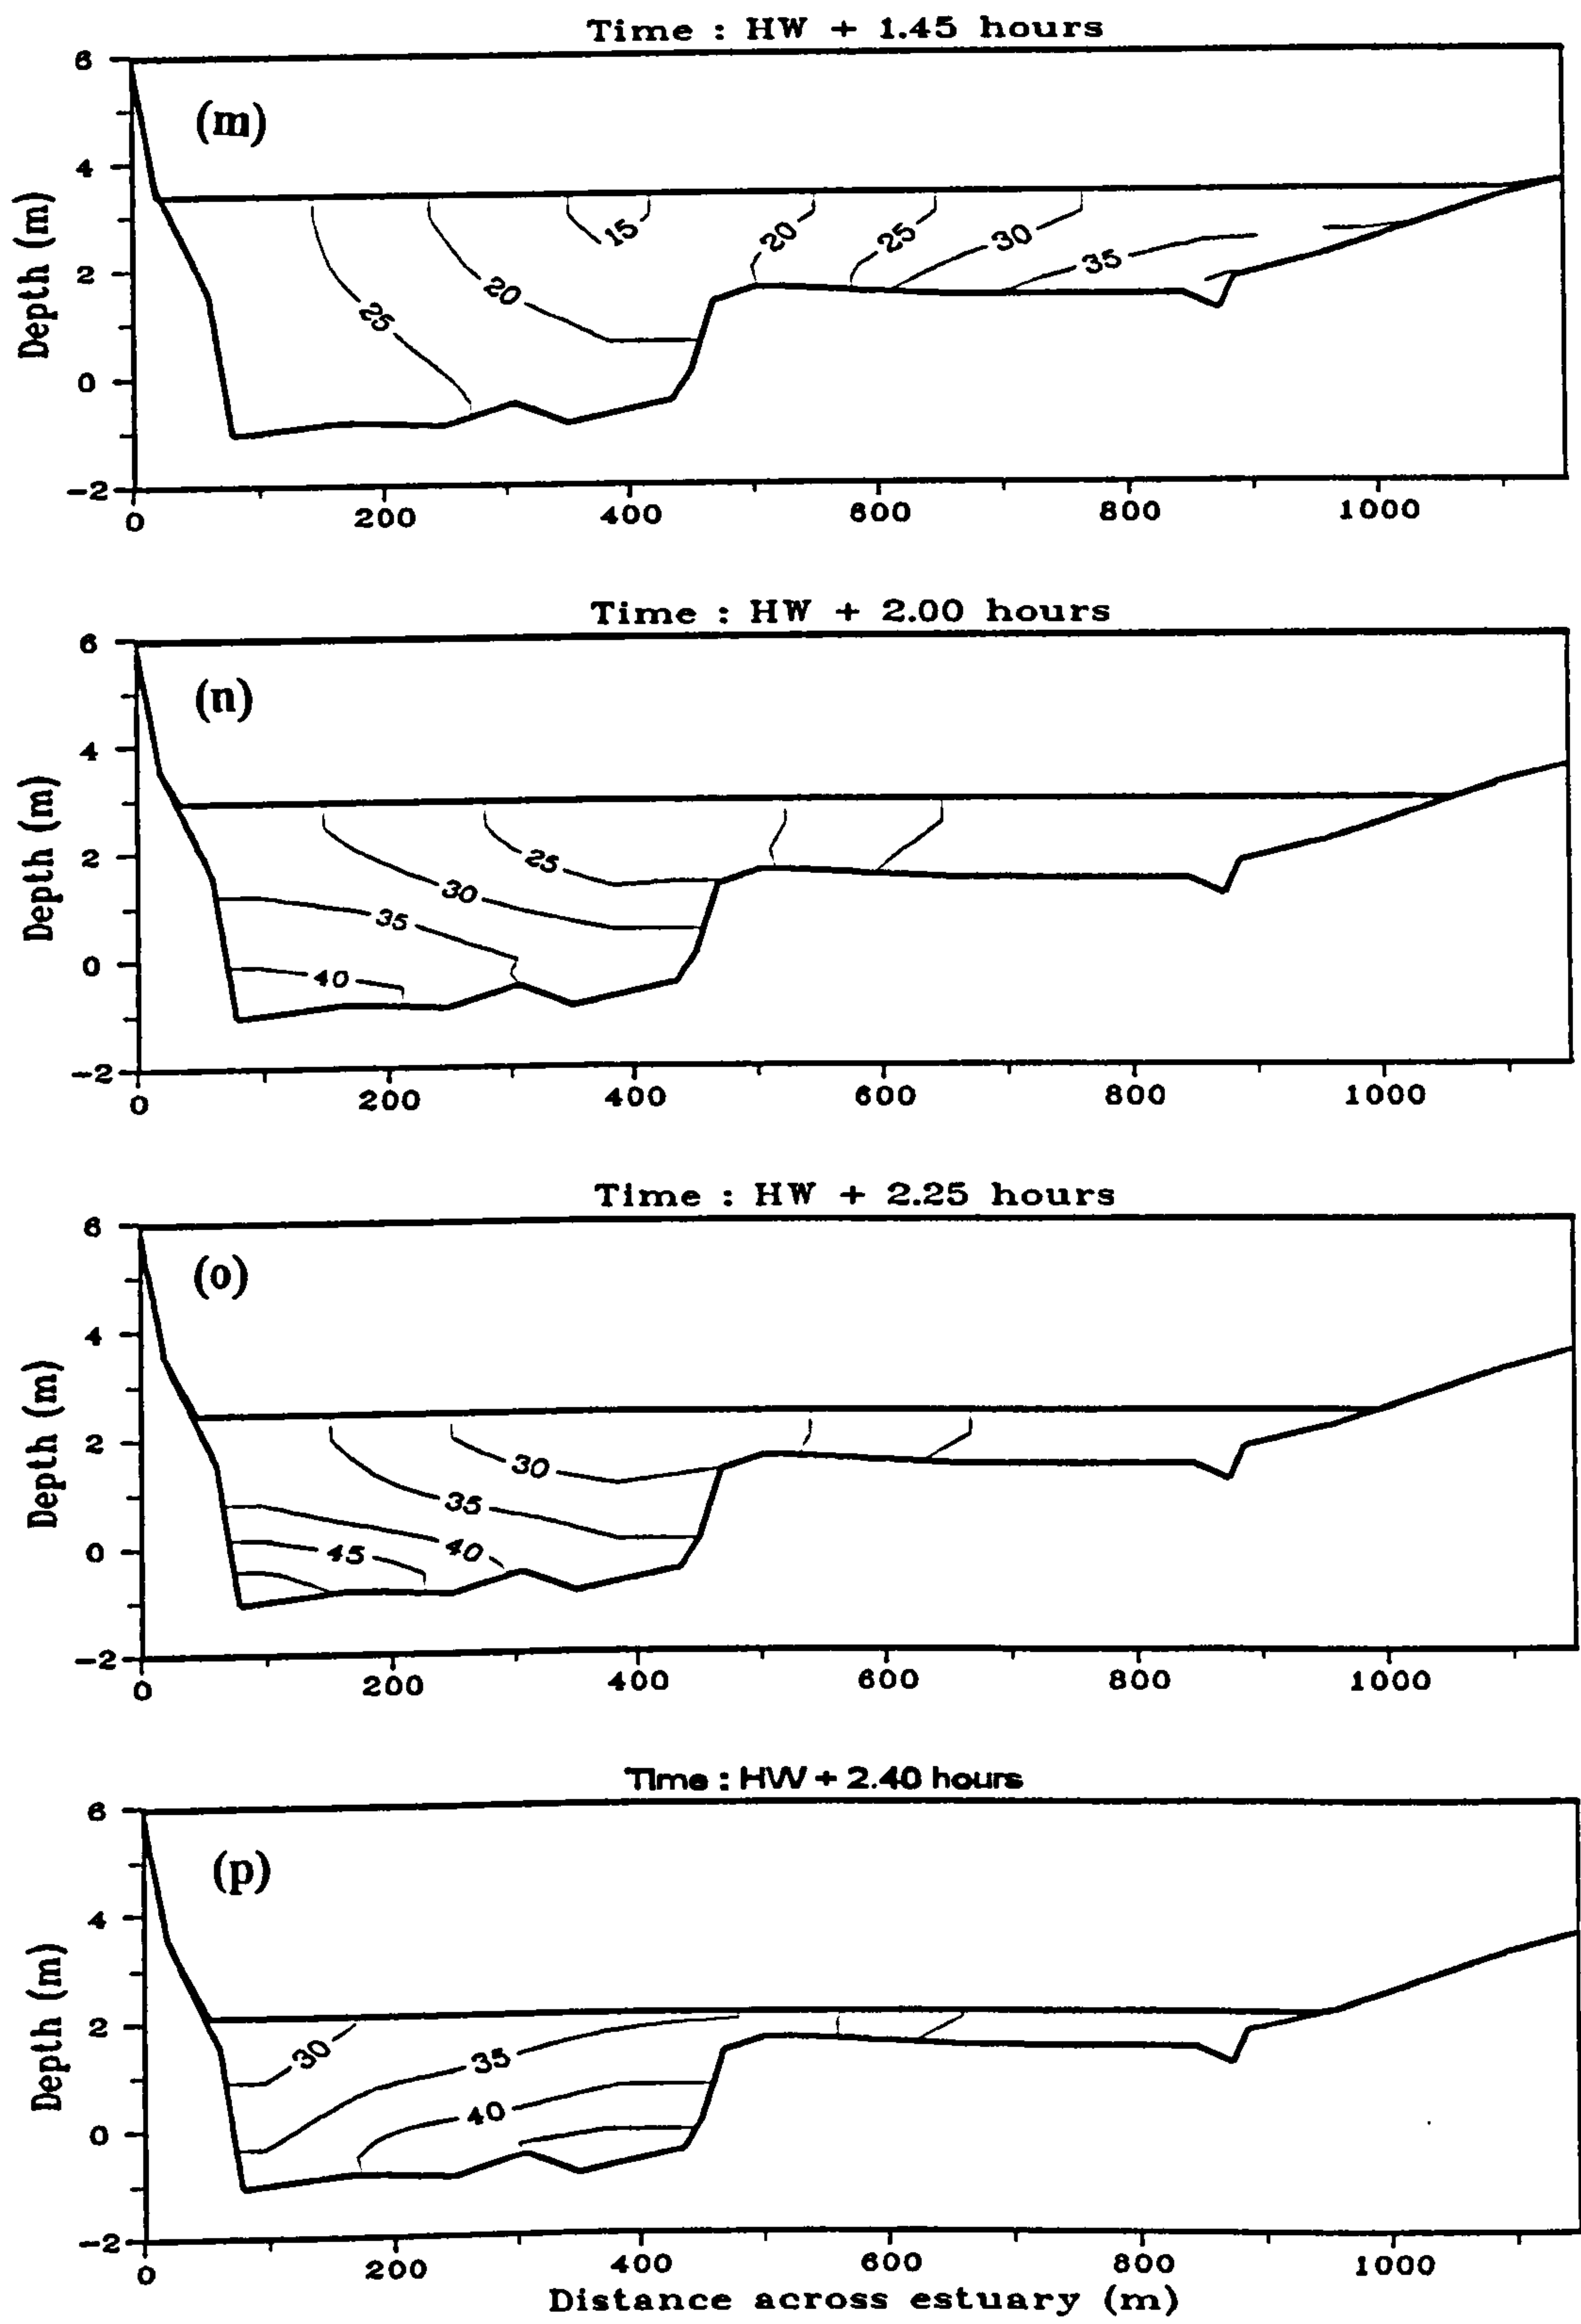 Time : HW + 1.45 hours
(m)
Depth (m)
6
4
2
0
-2
15
20
25
30
35
20
25
0 200 400 600 800 1000
Time : HW + 2.00 hours
(n)
Depth (m)
6
4
2
0
-2
25
30
35
40
0 200 400 600 800 1000
Time : HW + 2.25 hours
(o)
Depth (m)
6
4
2
0
-2
30
35
40
45
0 200 400 600 800 1000
Time : HW + 2.40 hours
(p)
Depth (m)
6
4
2
0
-2
30
35
40
0 200 400 600 800 1000
Distance across estuary (m)